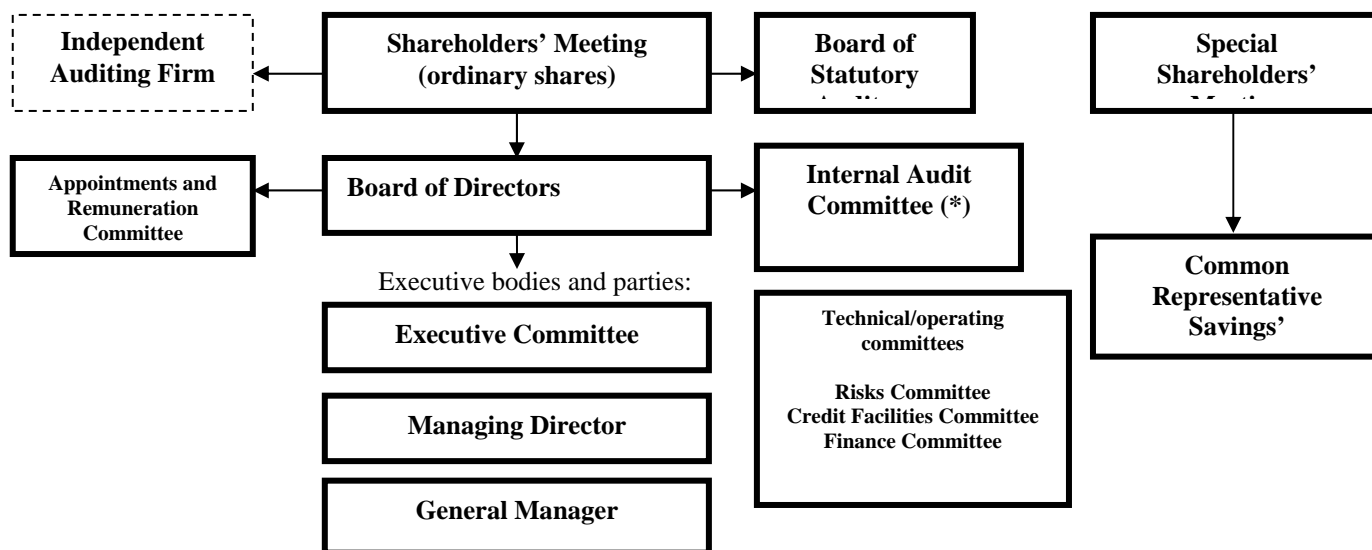 Independent
Auditing Firm
Shareholders’ Meeting
(ordinary shares)
Board of
Statutory
Special
Shareholders’
Appointments and
Remuneration
Committee
Board of Directors
Internal Audit
Committee (*)
Executive bodies and parties:
Executive Committee
Managing Director
General Manager
Technical/operating
committees
Risks Committee
Credit Facilities Committee
Finance Committee
Common
Representative
Savings’